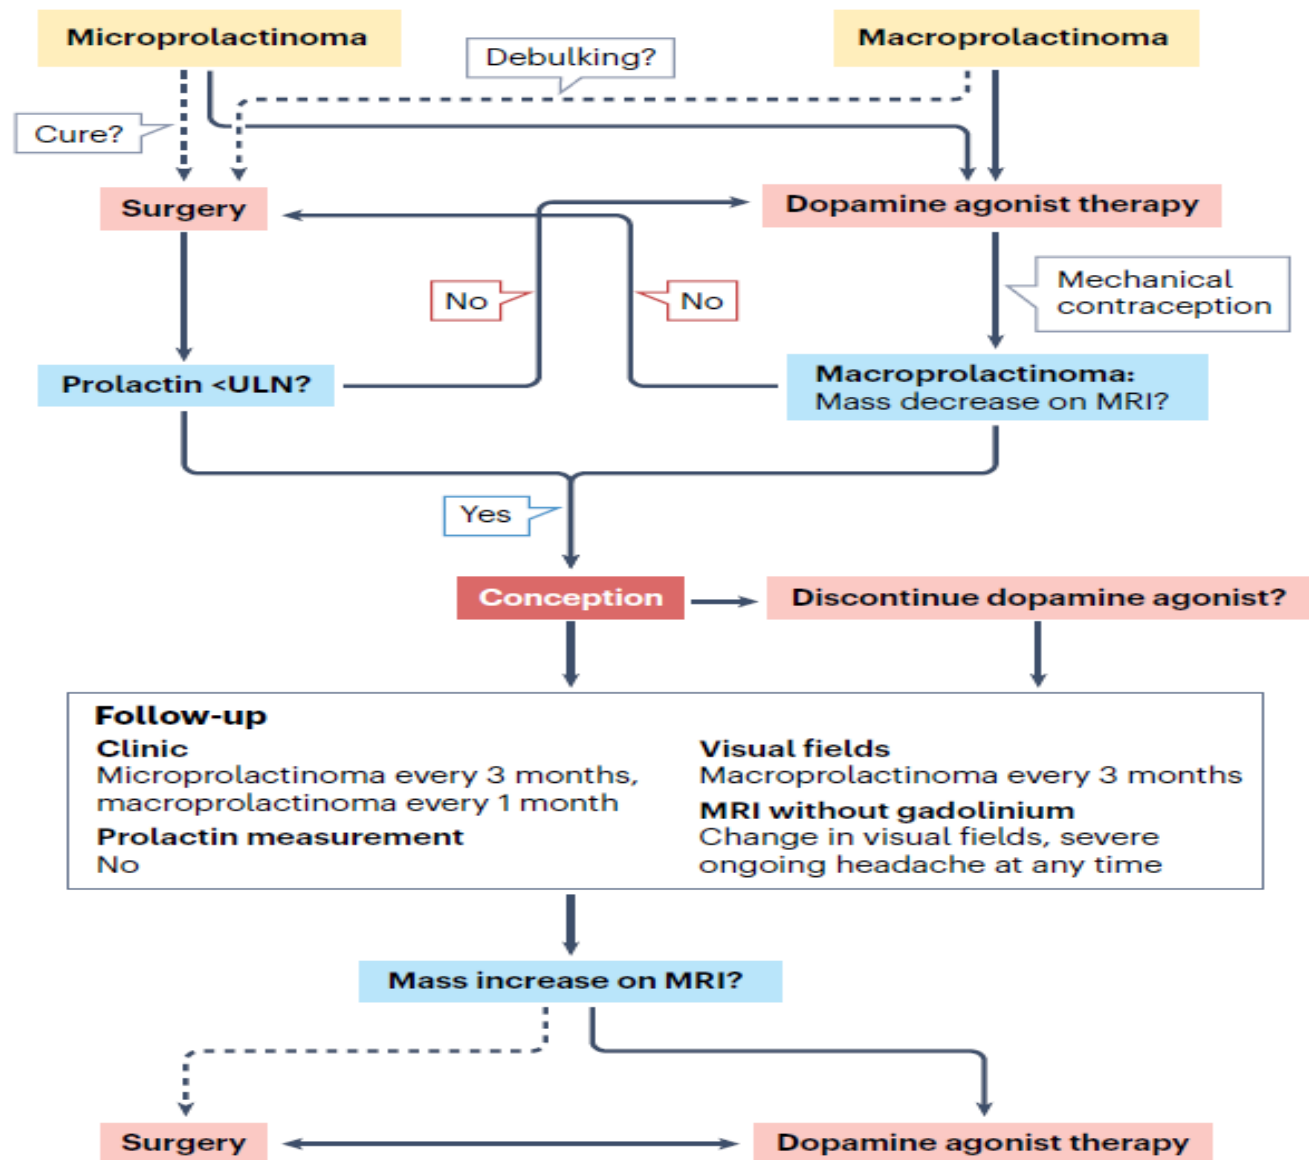 Microprolactinoma
Macroprolactinoma
Debulking?
Cure?
Surgery
Dopamine agonist therapy
No
No
Mechanical
contraception
Prolactin <ULN?
Macroprolactinoma:
Mass decrease on MRI?
Yes
Conception
Discontinue dopamine agonist?
Follow-up
Clinic
Microprolactinoma every 3 months,
macroprolactinoma every 1 month
Prolactin measurement
No
Visual fields
Macroprolactinoma every 3 months
MRI without gadolinium
Change in visual fields, severe
ongoing headache at any time
Mass increase on MRI?
Surgery
Dopamine agonist therapy